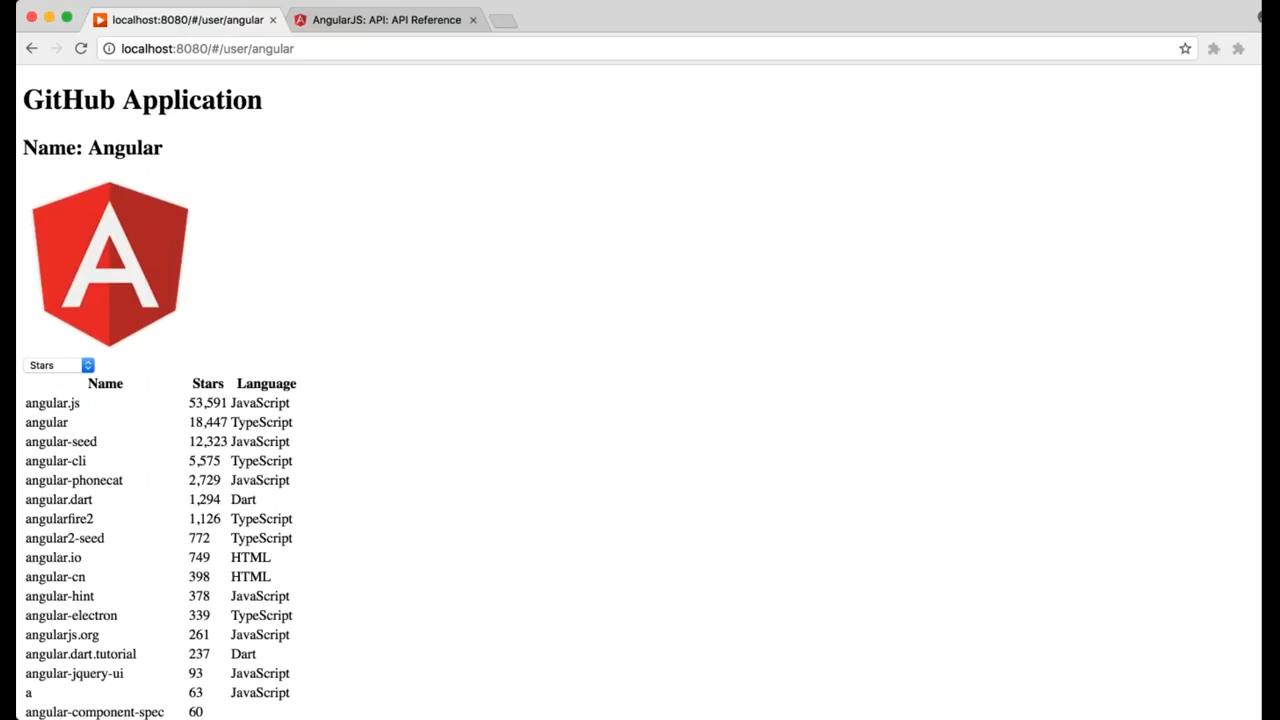 localhost:8080/#/user/angular × AngularJS: API: API Reference ×
localhost:8080/#/user/angular
GitHub Application
Name: Angular
A
Stars
Name Stars Language
angular.js 53,591 JavaScript
angular 18,447 TypeScript
angular-seed 12,323 JavaScript
angular-cli 5,575 TypeScript
angular-phonecat 2,729 JavaScript
angular.dart 1,294 Dart
angularfire2 1,126 TypeScript
angular2-seed 772 TypeScript
angular.io 749 HTML
angular-cn 398 HTML
angular-hint 378 JavaScript
angular-electron 339 TypeScript
angularjs.org 261 JavaScript
angular.dart.tutorial 237 Dart
angular-jquery-ui 93 JavaScript
a 63 JavaScript
angular-component-spec 60